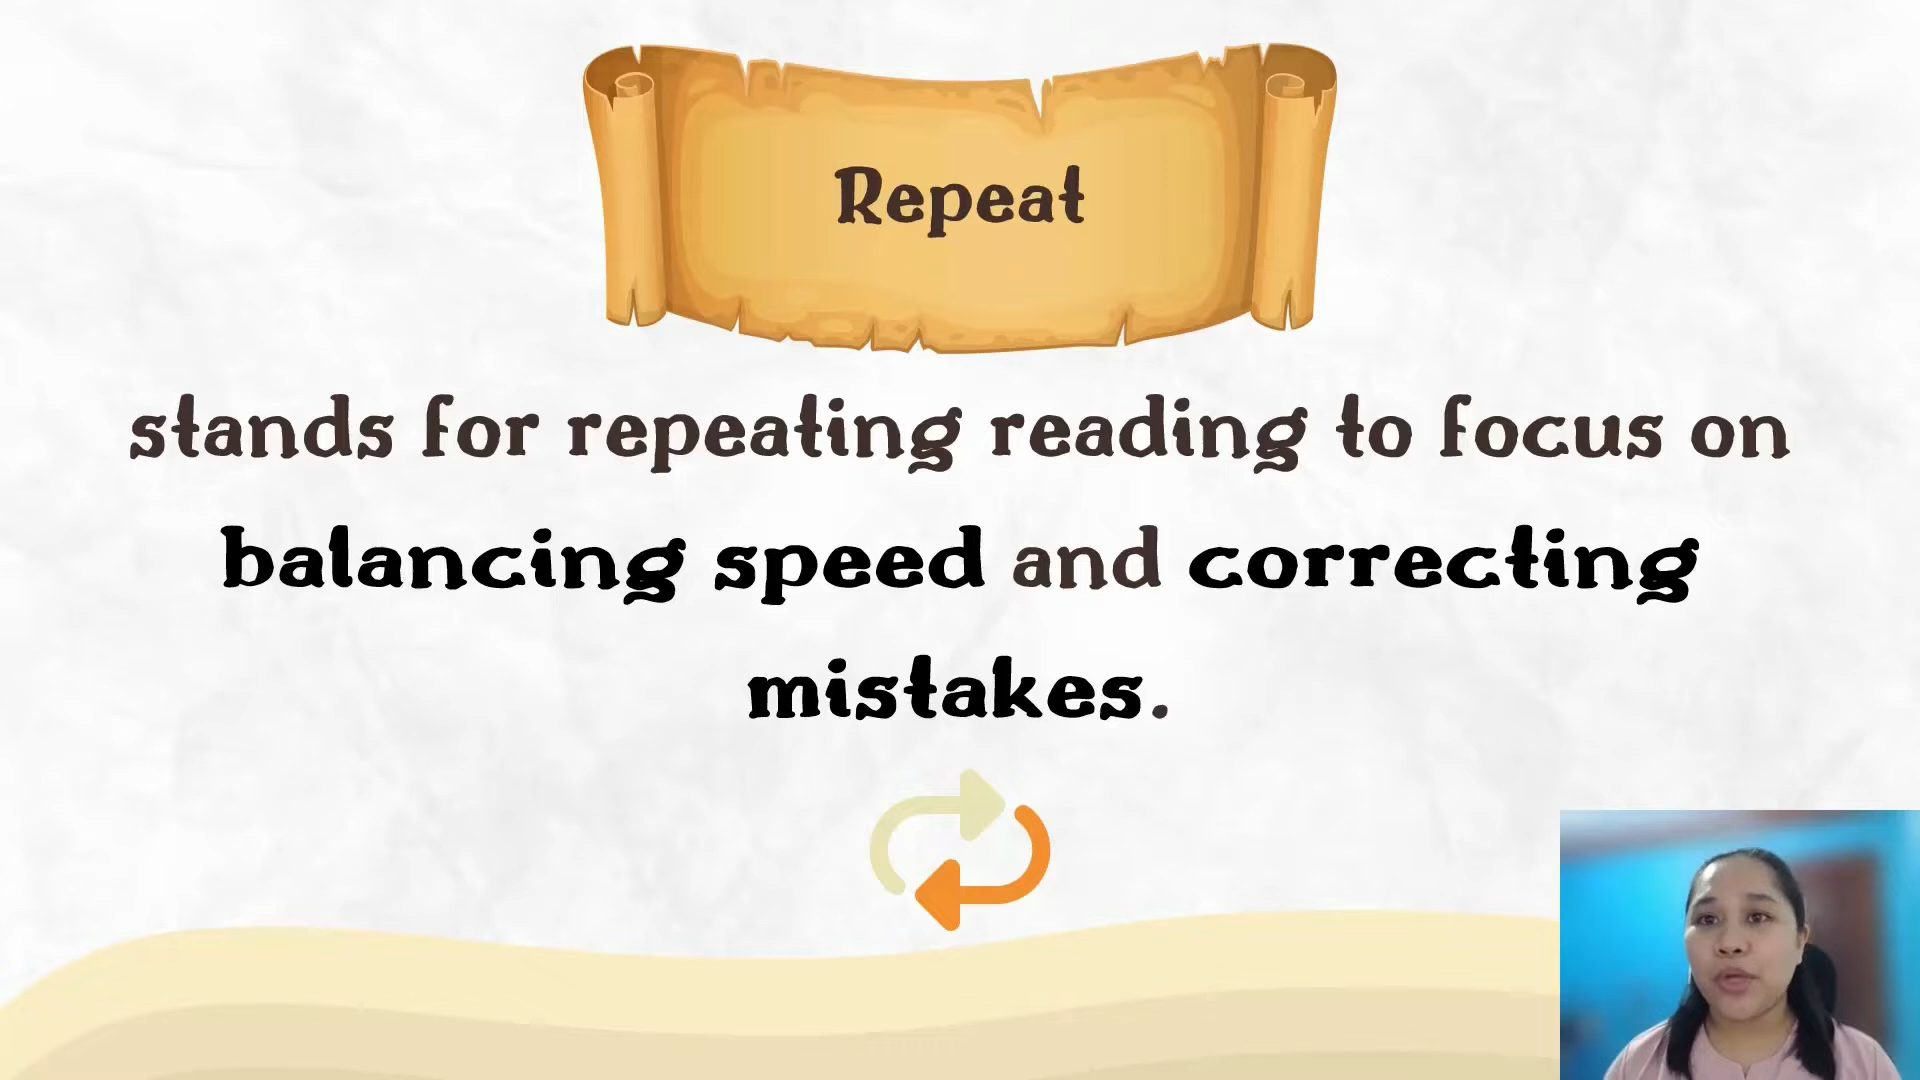 Repeat
stands for repeating reading to focus on
balancing speed and correcting
mistakes.